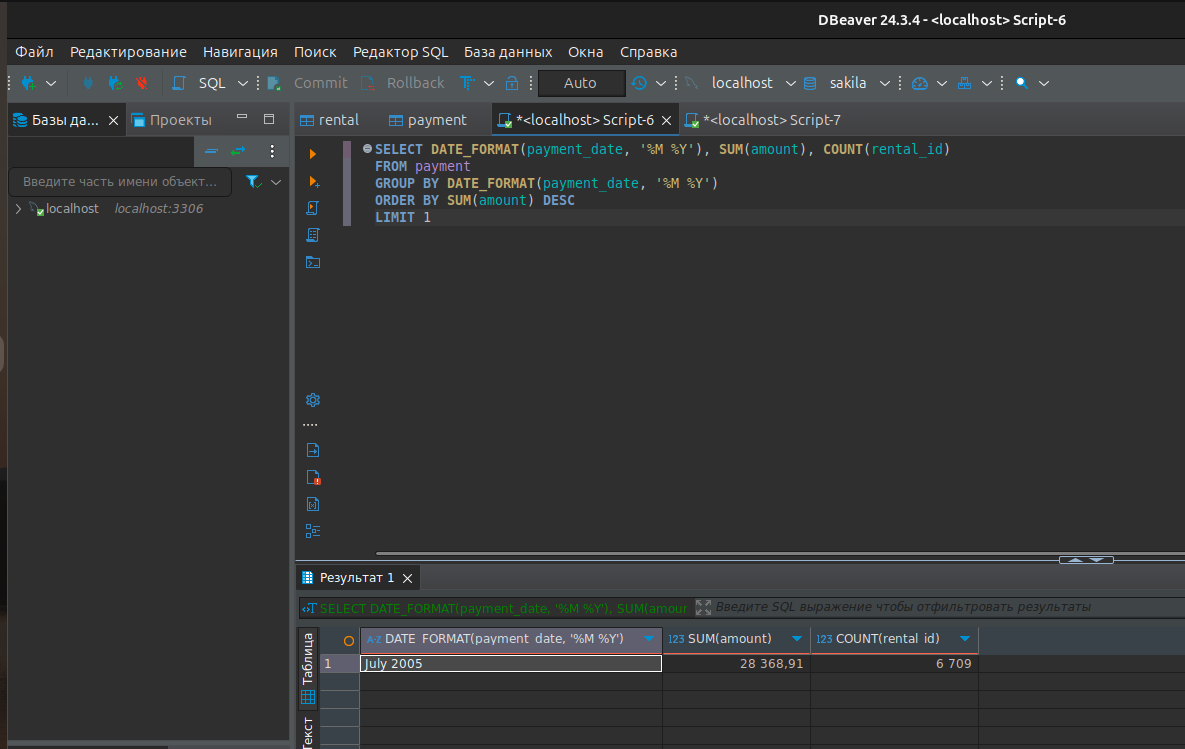 DBeaver 24.3.4 - <localhost> Script-6
Файл Редактирование Навигация Поиск Редактор SQL База данных Окна Справка
SQL Commit Rollback Auto localhost sakila
Базы да... Проекты
rental payment *<localhost> Script-6 *<localhost> Script-7
Введите часть имени объект...
localhost localhost:3306
SELECT DATE_FORMAT(payment_date, '%M %Y'), SUM(amount), COUNT(rental_id)
FROM payment
GROUP BY DATE_FORMAT(payment_date, '%M %Y')
ORDER BY SUM(amount) DESC
LIMIT 1
Результат 1
SELECT DATE_FORMAT(payment_date, '%M %Y'), SUM(amour Введите SQL выражение чтобы отфильтровать результаты
Таблица
A-Z DATE_FORMAT(payment_date, '%M %Y') 123 SUM(amount) 123 COUNT(rental_id)
1 July 2005 28 368,91 6 709
Текст